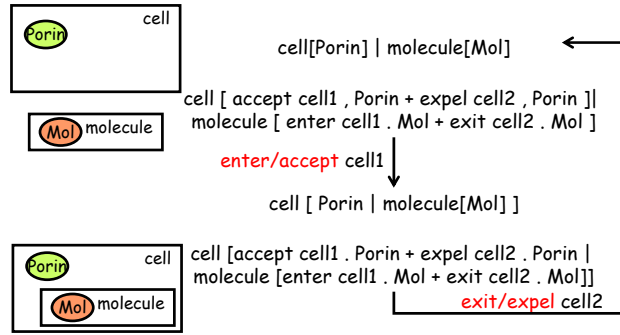 Porin
cell
cell[Porin] | molecule[Mol]
cell [ accept cell1 , Porin + expel cell2 , Porin ]|
molecule [ enter cell1 . Mol + exit cell2 . Mol ]
Mol molecule
enter/accept cell1
cell [ Porin | molecule[Mol] ]
Porin
cell
cell [accept cell1 . Porin + expel cell2 . Porin |
molecule [enter cell1 . Mol + exit cell2 . Mol]]
Mol molecule
exit/expel cell2